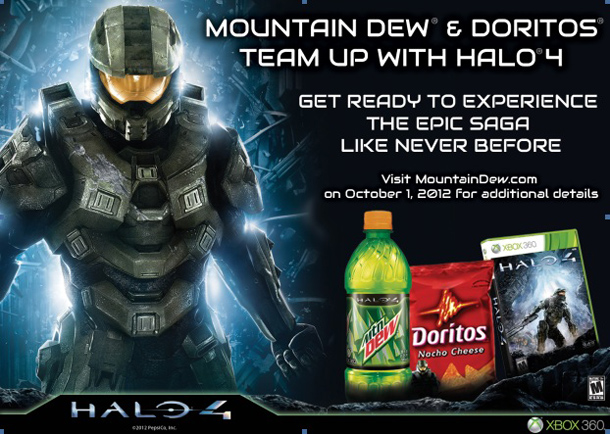 MOUNTAIN DEW® & DORITOS®
TEAM UP WITH HALO®4
GET READY TO EXPERIENCE
THE EPIC SAGA
LIKE NEVER BEFORE
Visit MountainDew.com
on October 1, 2012 for additional details
XBOX 360
HALO 4
HALO 4
Mtn
DEW
Doritos
Nacho Cheese
M
HALO 4
©2012 PepsiCo, Inc.
XBOX 360